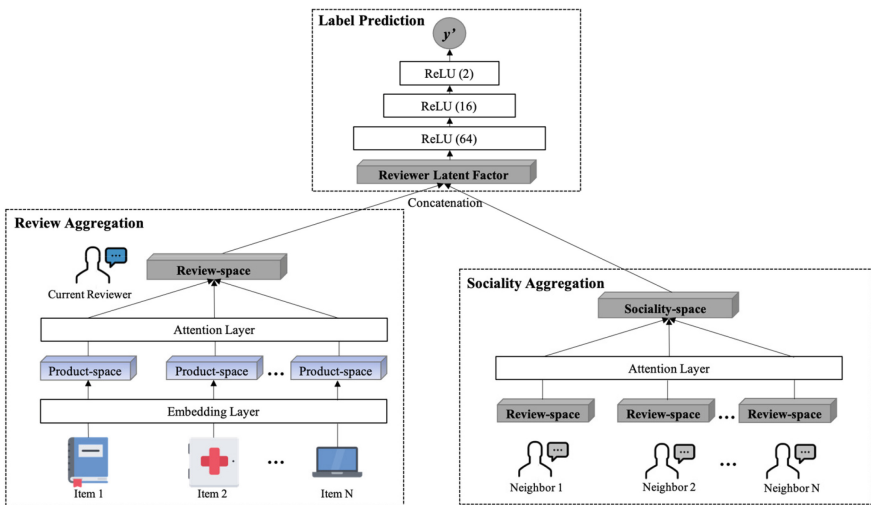 Label Prediction
y'
ReLU (2)
ReLU (16)
ReLU (64)
Reviewer Latent Factor
Concatenation
Review Aggregation
Review-space
Current Reviewer
Attention Layer
Product-space Product-space ... Product-space
Embedding Layer
...
Item 1 Item 2 Item N
Sociality Aggregation
Sociality-space
Attention Layer
Review-space Review-space ... Review-space
...
Neighbor 1 Neighbor 2 Neighbor N